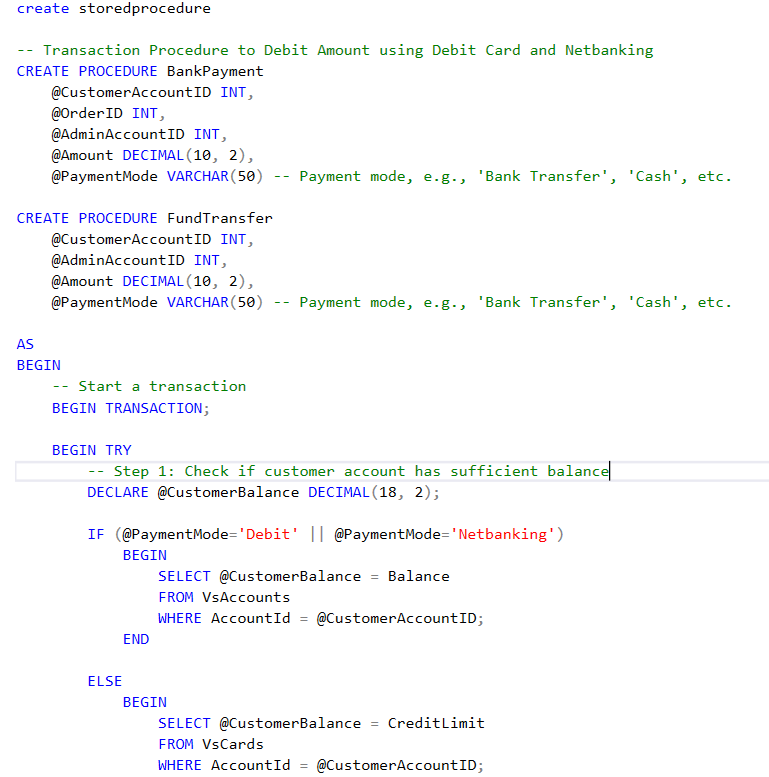 create storedprocedure
-- Transaction Procedure to Debit Amount using Debit Card and Netbanking
CREATE PROCEDURE BankPayment
@CustomerAccountID INT,
@OrderID INT,
@AdminAccountID INT,
@Amount DECIMAL(10, 2),
@PaymentMode VARCHAR(50) -- Payment mode, e.g., 'Bank Transfer', 'Cash', etc.
CREATE PROCEDURE FundTransfer
@CustomerAccountID INT,
@AdminAccountID INT,
@Amount DECIMAL(10, 2),
@PaymentMode VARCHAR(50) -- Payment mode, e.g., 'Bank Transfer', 'Cash', etc.
AS
BEGIN
-- Start a transaction
BEGIN TRANSACTION;
BEGIN TRY
-- Step 1: Check if customer account has sufficient balance
DECLARE @CustomerBalance DECIMAL(18, 2);
IF (@PaymentMode='Debit' || @PaymentMode='Netbanking')
BEGIN
SELECT @CustomerBalance = Balance
FROM VsAccounts
WHERE AccountId = @CustomerAccountID;
END
ELSE
BEGIN
SELECT @CustomerBalance = CreditLimit
FROM VsCards
WHERE AccountId = @CustomerAccountID;